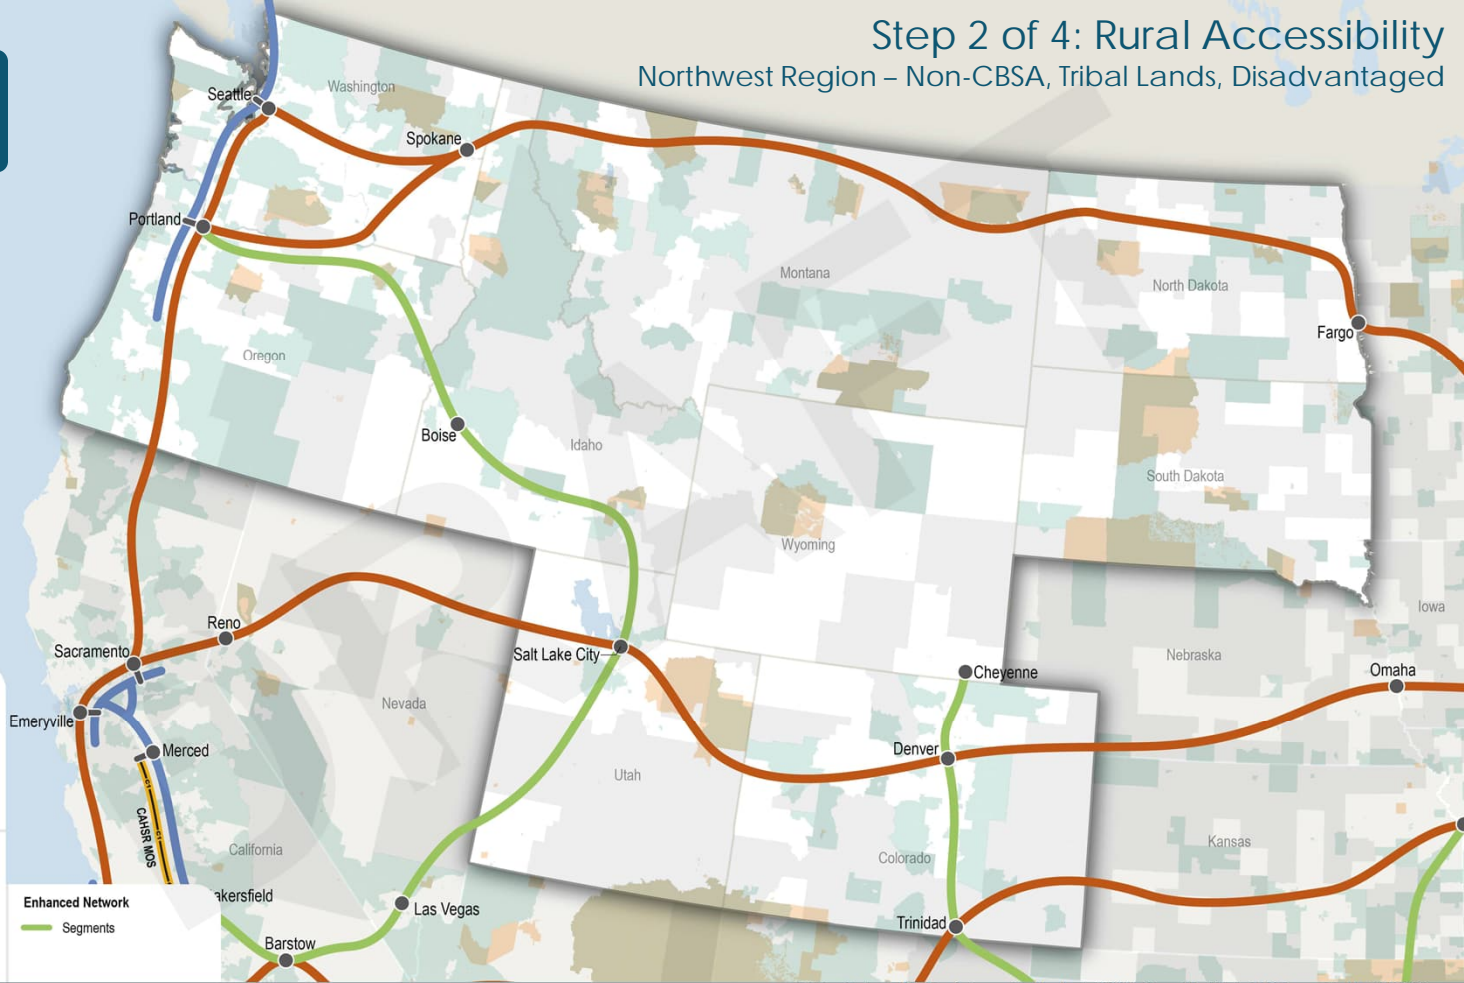 Step 2 of 4: Rural Accessibility
Northwest Region – Non-CBSA, Tribal Lands, Disadvantaged
Washington
Seattle
Spokane
Portland
Montana
North Dakota
Fargo
Oregon
Boise
Idaho
South Dakota
Wyoming
Iowa
Reno
Sacramento
Salt Lake City
Nebraska
Cheyenne
Omaha
Nevada
Emeryville
Merced
Denver
Utah
CAHSR MOS
California
Colorado
Kansas
akersfield
Las Vegas
Trinidad
Barstow
Enhanced Network
Segments